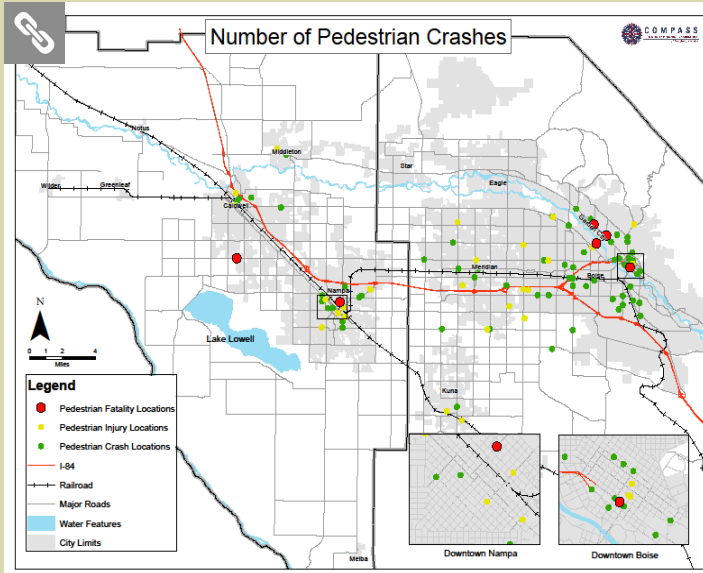 Number of Pedestrian Crashes
COMPASS
Notus
Middleton
Star
Wilder
Greenleaf
Eagle
Caldwell
Garden City
Meridian
Boise
Nampa
N
Lake Lowell
0 1 2 4
Miles
Kuna
Legend
Pedestrian Fatality Locations
Pedestrian Injury Locations
Pedestrian Crash Locations
I-84
Railroad
Major Roads
Water Features
City Limits
Melba
Downtown Nampa
Downtown Boise